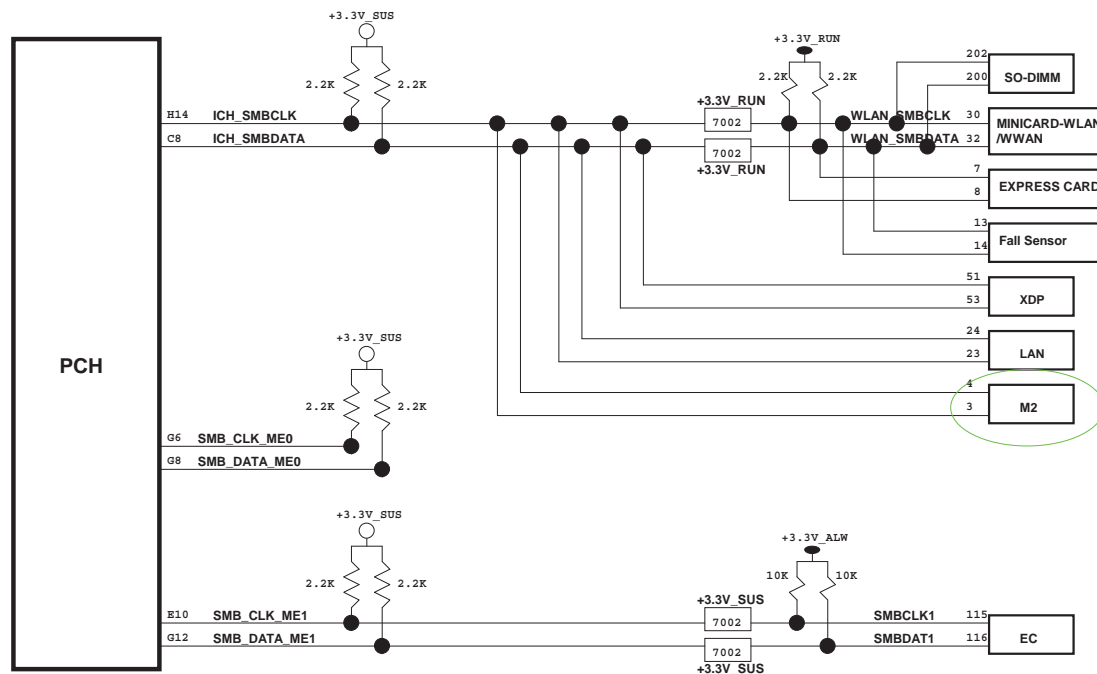 +3.3V_SUS
2.2K
2.2K
+3.3V_RUN
2.2K
2.2K
202
200
SO-DIMM
H14
ICH_SMBCLK
+3.3V_RUN
7002
WLAN_SMBCLK
30
C8
ICH_SMBDATA
7002
+3.3V_RUN
WLAN_SMBDATA
32
MINICARD-WLAN
/WWAN
7
8
EXPRESS CARD
13
14
Fall Sensor
51
53
XDP
24
23
LAN
4
3
M2
PCH
+3.3V_SUS
2.2K
2.2K
G6
SMB_CLK_ME0
G8
SMB_DATA_ME0
+3.3V_SUS
2.2K
2.2K
+3.3V_ALW
10K
10K
E10
SMB_CLK_ME1
+3.3V_SUS
7002
SMBCLK1
115
G12
SMB_DATA_ME1
7002
+3.3V_SUS
SMBDAT1
116
EC